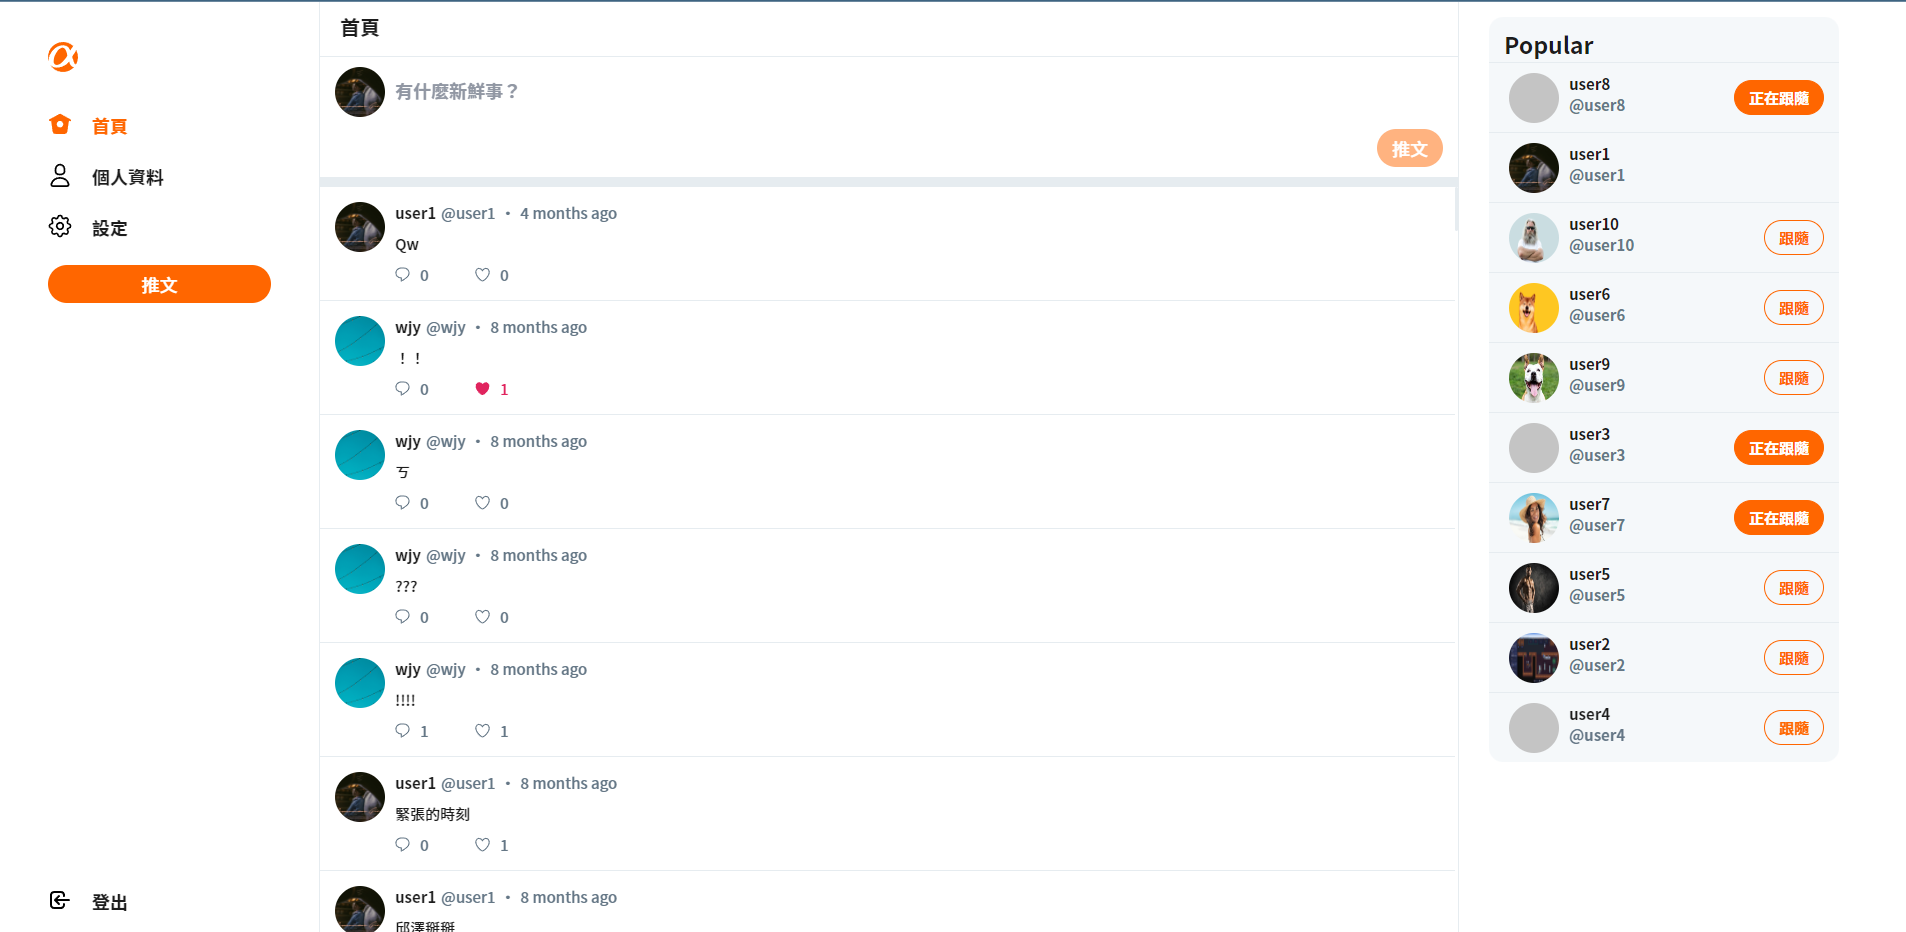 首頁
個人資料
設定
推文
登出
首頁
有什麼新鮮事？
推文
user1 @user1 • 4 months ago
Qw
0 0
wjy @wjy • 8 months ago
！！
0 1
wjy @wjy • 8 months ago
ㄎ
0 0
wjy @wjy • 8 months ago
???
0 0
wjy @wjy • 8 months ago
!!!!
1 1
user1 @user1 • 8 months ago
緊張的時刻
0 1
user1 @user1 • 8 months ago
邱澤掰掰
Popular
user8
@user8
正在跟隨
user1
@user1
user10
@user10
跟隨
user6
@user6
跟隨
user9
@user9
跟隨
user3
@user3
正在跟隨
user7
@user7
正在跟隨
user5
@user5
跟隨
user2
@user2
跟隨
user4
@user4
跟隨